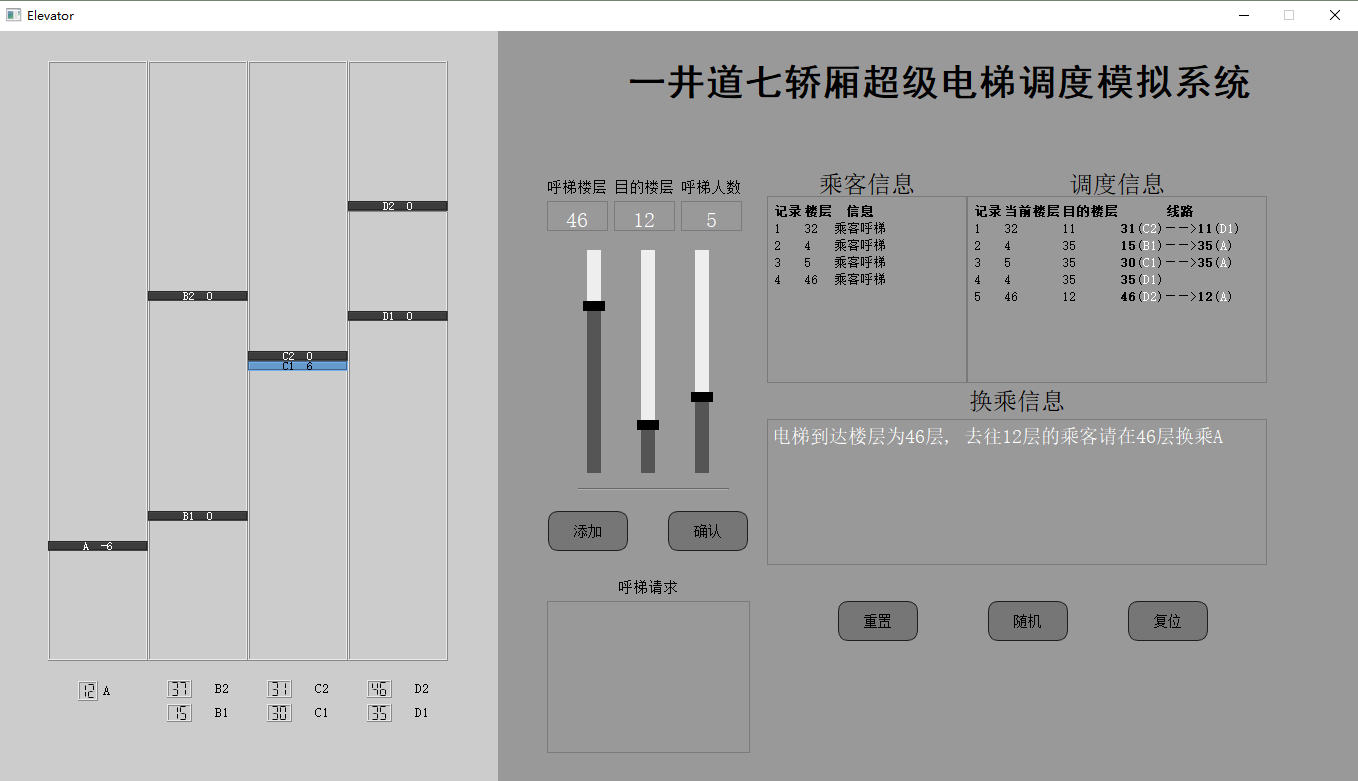 Elevator
一井道七轿厢超级电梯调度模拟系统
呼梯楼层 目的楼层 呼梯人数
46 12 5
乘客信息
记录 楼层 信息
1 32 乘客呼梯
2 4 乘客呼梯
3 5 乘客呼梯
4 46 乘客呼梯
调度信息
记录 当前楼层 目的楼层 线路
1 32 11 31(C2)-->11(D1)
2 4 35 15(B1)-->35(A)
3 5 35 30(C1)-->35(A)
4 4 35 35(D1)
5 46 12 46(D2)-->12(A)
换乘信息
电梯到达楼层为46层, 去往12层的乘客请在46层换乘A
添加
确认
呼梯请求
重置
随机
复位
D2 0
B2 0
D1 0
C2 0
C1 6
B1 0
A -6
12 A
37 B2
31 C2
46 D2
15 B1
30 C1
35 D1